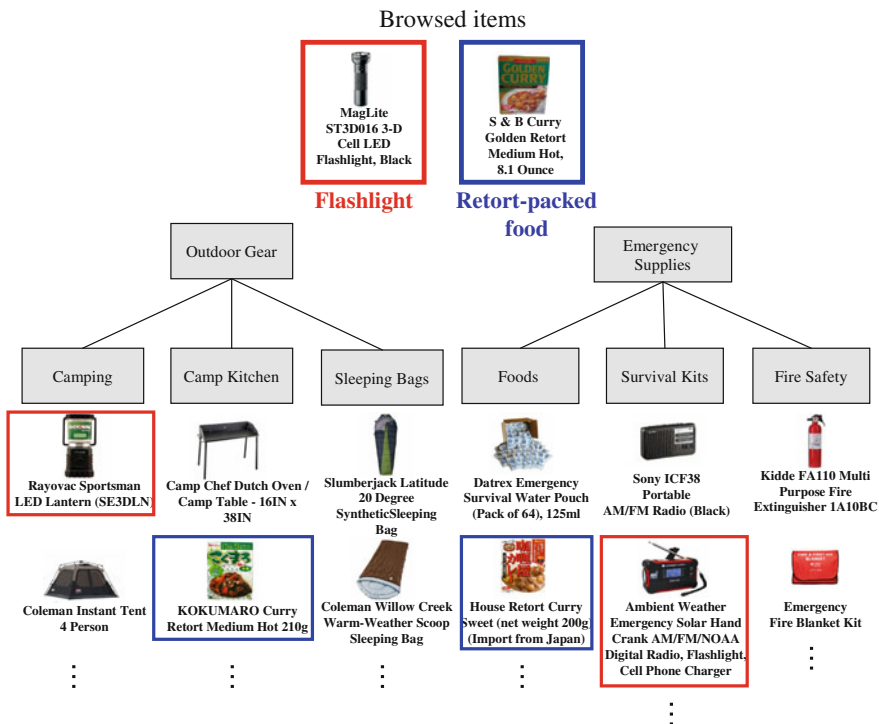 Browsed items
GOLDEN
CURRY
MagLite
ST3D016 3-D
Cell LED
Flashlight, Black
S & B Curry
Golden Retort
Medium Hot,
8.1 Ounce
Flashlight
Retort-packed
food
Outdoor Gear
Emergency
Supplies
Camping
Camp Kitchen
Sleeping Bags
Foods
Survival Kits
Fire Safety
Rayovac Sportsman
LED Lantern (SE3DLN)
Camp Chef Dutch Oven /
Camp Table - 16IN x
38IN
Slumberjack Latitude
20 Degree
SyntheticSleeping
Bag
Datrex Emergency
Survival Water Pouch
(Pack of 64), 125ml
Sony ICF38
Portable
AM/FM Radio (Black)
Kidde FA110 Multi
Purpose Fire
Extinguisher 1A10BC
こくまろ
Coleman Instant Tent
4 Person
KOKUMARO Curry
Retort Medium Hot 210g
Coleman Willow Creek
Warm-Weather Scoop
Sleeping Bag
House Retort Curry
Sweet (net weight 200g)
(Import from Japan)
Ambient Weather
Emergency Solar Hand
Crank AM/FM/NOAA
Digital Radio, Flashlight,
Cell Phone Charger
Emergency
Fire Blanket Kit